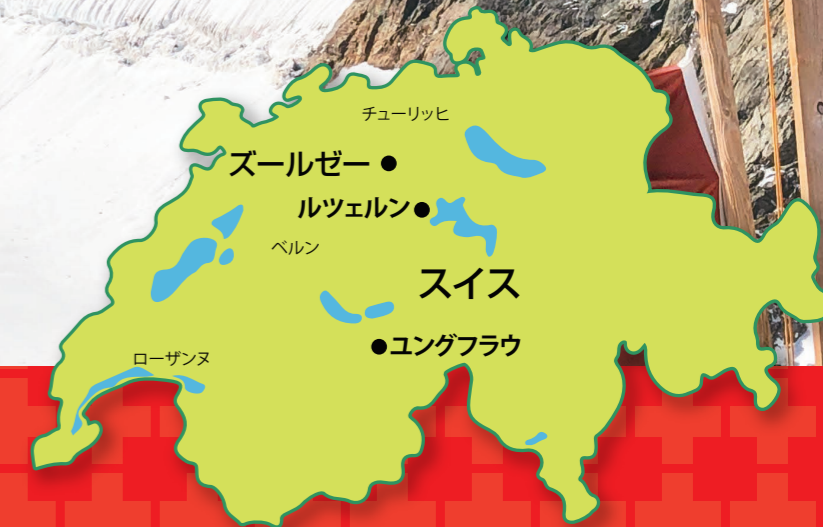 チューリッヒ
ズールゼー
ルツェルン
ベルン
スイス
ユングフラウ
ローザンヌ